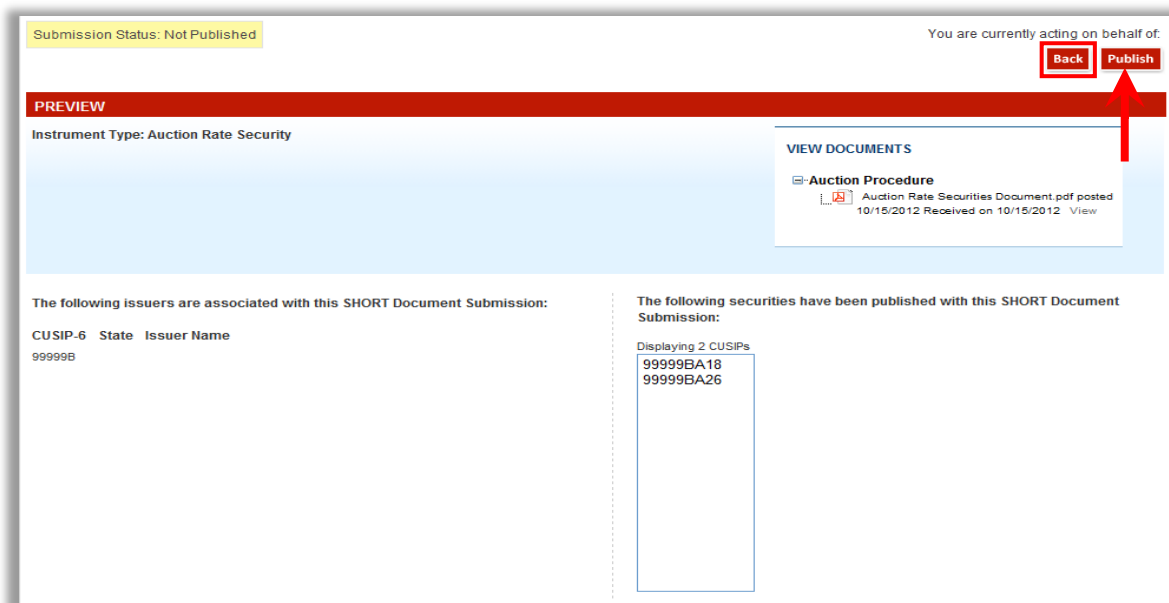 Submission Status: Not Published
You are currently acting on behalf of:
Back Publish
PREVIEW
Instrument Type: Auction Rate Security
VIEW DOCUMENTS
Auction Procedure
Auction Rate Securities Document.pdf posted
10/15/2012 Received on 10/15/2012 View
The following issuers are associated with this SHORT Document Submission:
CUSIP-6 State Issuer Name
99999B
The following securities have been published with this SHORT Document
Submission:
Displaying 2 CUSIPs
99999BA18
99999BA26